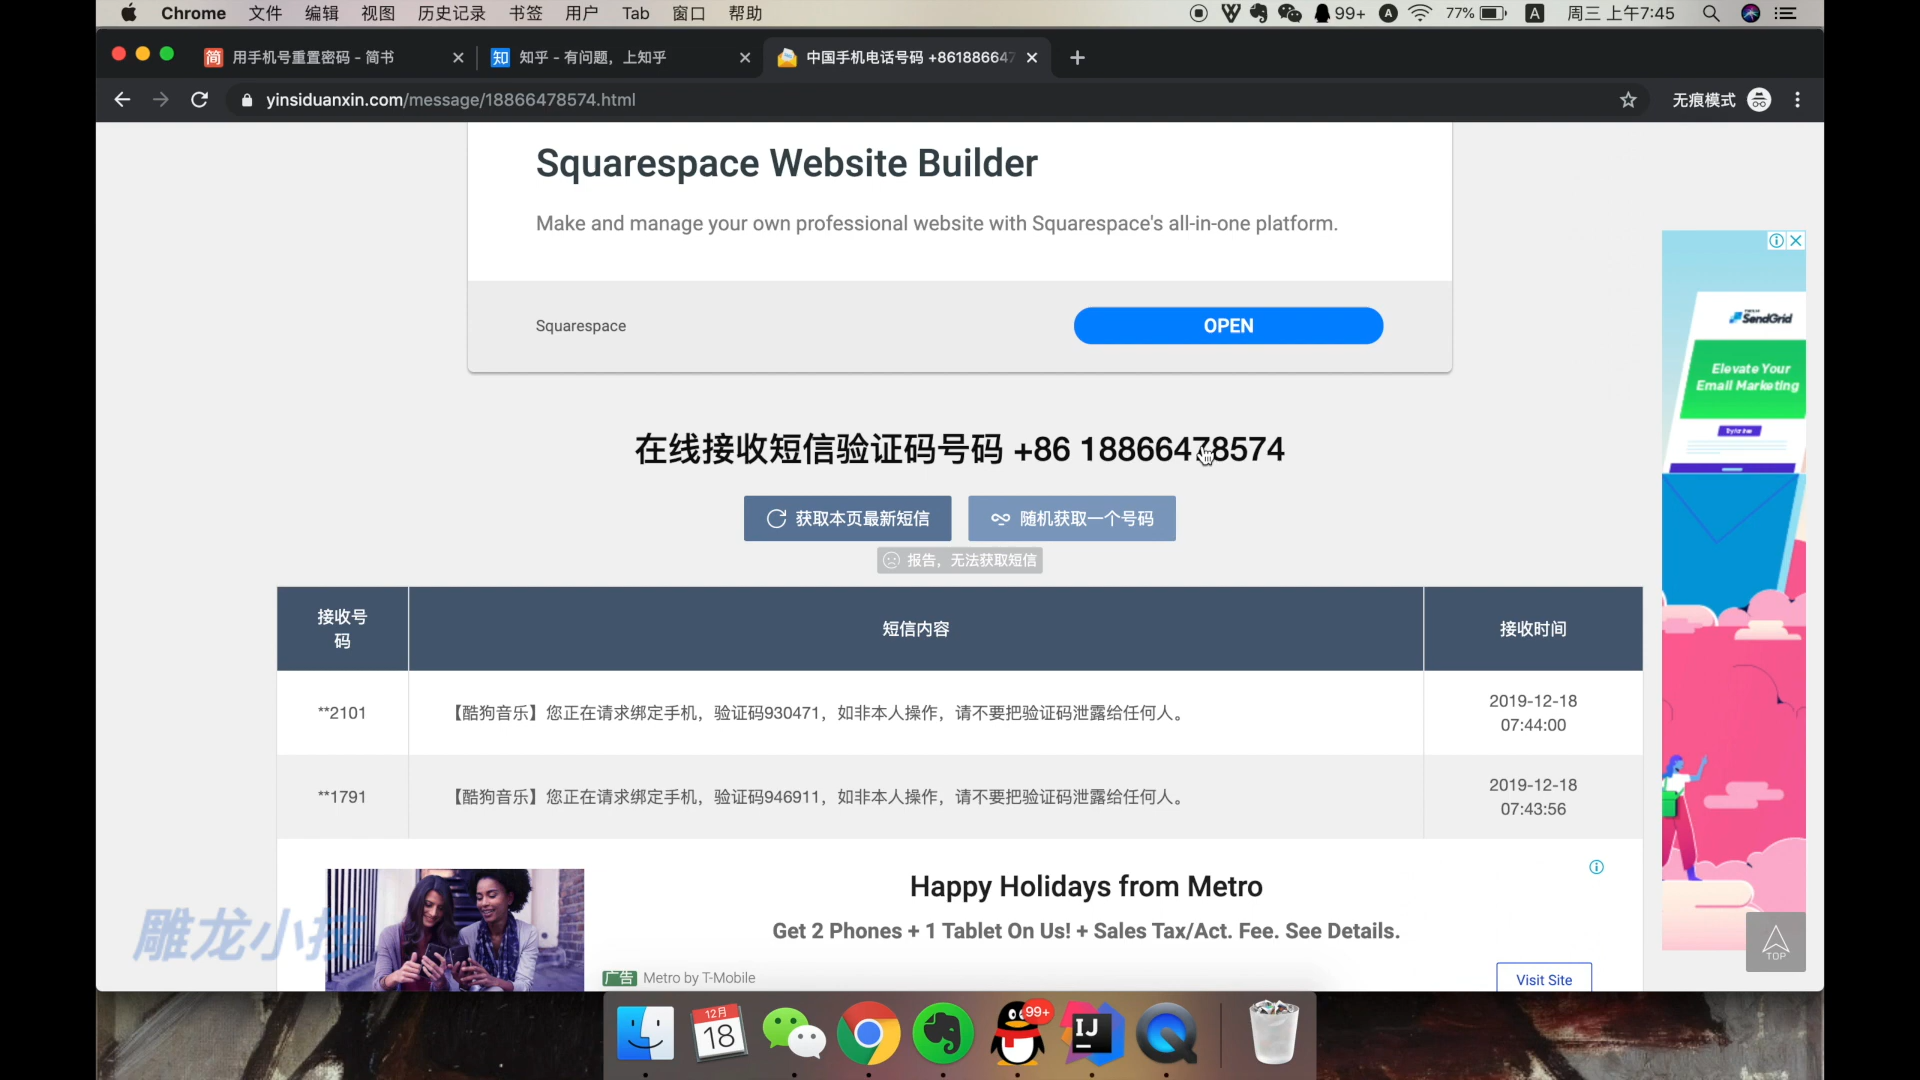 Chrome 文件 编辑 视图 历史记录 书签 用户 Tab 窗口 帮助 99+ 77% A 周三 上午7:45
简 用手机号重置密码 - 简书 知 知乎 - 有问题，上知乎 中国手机电话号码 +86188664
yinsiduanxin.com/message/18866478574.html 无痕模式
Squarespace Website Builder
Make and manage your own professional website with Squarespace's all-in-one platform.
Squarespace OPEN
SendGrid
Elevate Your
Email Marketing
Try for free
在线接收短信验证码号码 +86 18866478574
获取本页最新短信 随机获取一个号码
报告，无法获取短信
接收号码 短信内容 接收时间
**2101 【酷狗音乐】您正在请求绑定手机，验证码930471，如非本人操作，请不要把验证码泄露给任何人。 2019-12-18
07:44:00
**1791 【酷狗音乐】您正在请求绑定手机，验证码946911，如非本人操作，请不要把验证码泄露给任何人。 2019-12-18
07:43:56
Happy Holidays from Metro
Get 2 Phones + 1 Tablet On Us! + Sales Tax/Act. Fee. See Details.
广告 Metro by T-Mobile Visit Site
TOP
雕龙小技
12月
18
99+
IJ